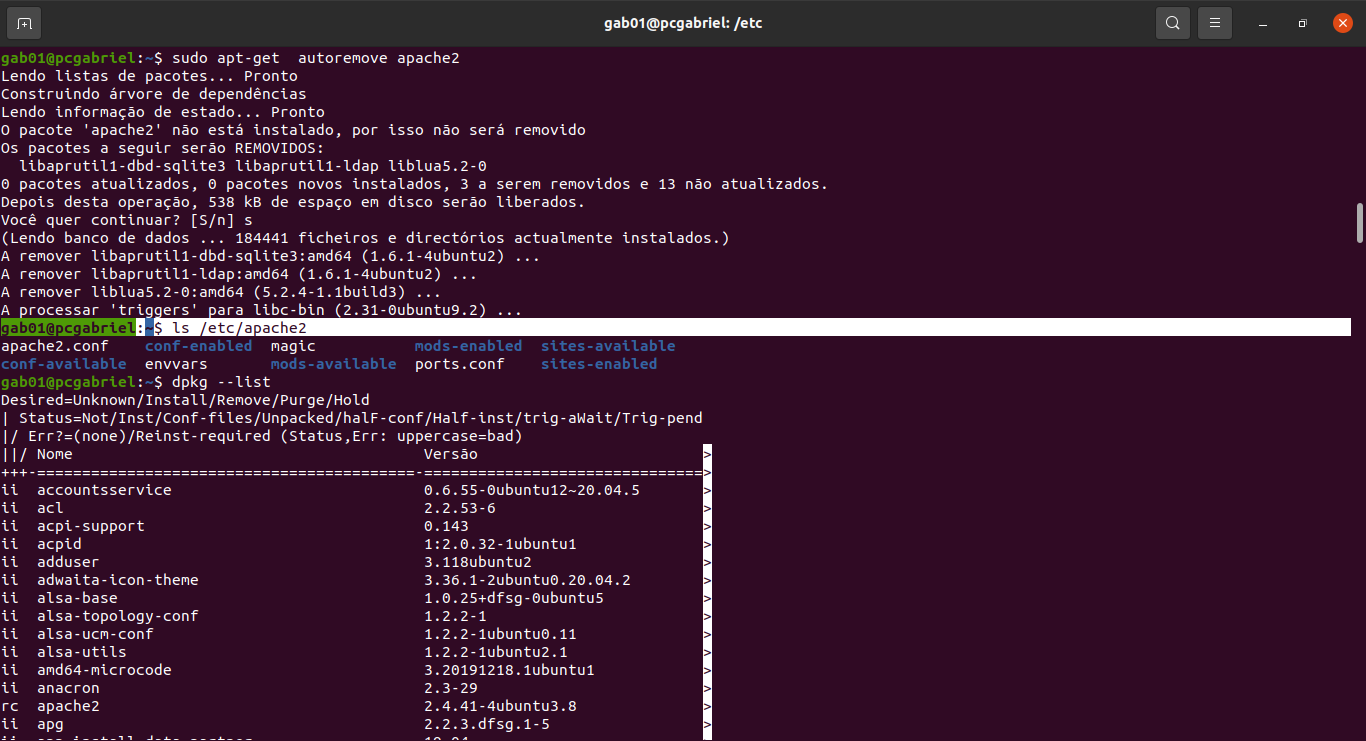 gab01@pcgabriel: /etc
gab01@pcgabriel:~$ sudo apt-get  autoremove apache2
Lendo listas de pacotes... Pronto
Construindo árvore de dependências
Lendo informação de estado... Pronto
O pacote 'apache2' não está instalado, por isso não será removido
Os pacotes a seguir serão REMOVIDOS:
  libaprutil1-dbd-sqlite3 libaprutil1-ldap liblua5.2-0
0 pacotes atualizados, 0 pacotes novos instalados, 3 a serem removidos e 13 não atualizados.
Depois desta operação, 538 kB de espaço em disco serão liberados.
Você quer continuar? [S/n] s
(Lendo banco de dados ... 184441 ficheiros e directórios actualmente instalados.)
A remover libaprutil1-dbd-sqlite3:amd64 (1.6.1-4ubuntu2) ...
A remover libaprutil1-ldap:amd64 (1.6.1-4ubuntu2) ...
A remover liblua5.2-0:amd64 (5.2.4-1.1build3) ...
A processar 'triggers' para libc-bin (2.31-0ubuntu9.2) ...
gab01@pcgabriel:~$ ls /etc/apache2
apache2.conf    conf-enabled  magic           mods-enabled  sites-available
conf-available  envvars       mods-available  ports.conf    sites-enabled
gab01@pcgabriel:~$ dpkg --list
Desired=Unknown/Install/Remove/Purge/Hold
| Status=Not/Inst/Conf-files/Unpacked/halF-conf/Half-inst/trig-aWait/Trig-pend
|/ Err?=(none)/Reinst-required (Status,Err: uppercase=bad)
||/ Nome                                       Versão                         >
+++-==========================================-===============================>
ii  accountsservice                            0.6.55-0ubuntu12~20.04.5       >
ii  acl                                        2.2.53-6                       >
ii  acpi-support                               0.143                          >
ii  acpid                                      1:2.0.32-1ubuntu1              >
ii  adduser                                    3.118ubuntu2                   >
ii  adwaita-icon-theme                         3.36.1-2ubuntu0.20.04.2        >
ii  alsa-base                                  1.0.25+dfsg-0ubuntu5           >
ii  alsa-topology-conf                         1.2.2-1                        >
ii  alsa-ucm-conf                              1.2.2-1ubuntu0.11              >
ii  alsa-utils                                 1.2.2-1ubuntu2.1               >
ii  amd64-microcode                            3.20191218.1ubuntu1            >
ii  anacron                                    2.3-29                         >
rc  apache2                                    2.4.41-4ubuntu3.8              >
ii  apg                                        2.2.3.dfsg.1-5                 >